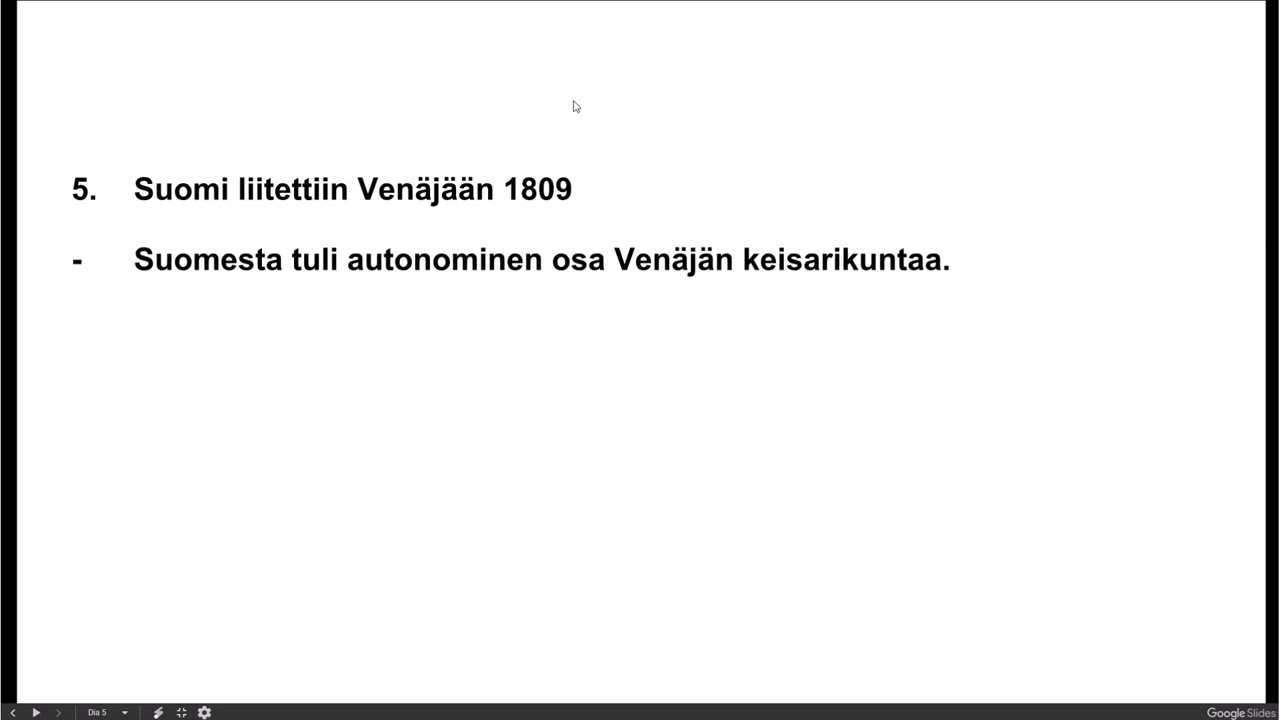 5. Suomi liitettiin Venäjään 1809
- Suomesta tuli autonominen osa Venäjän keisarikuntaa.
Dia 5
Google Slides